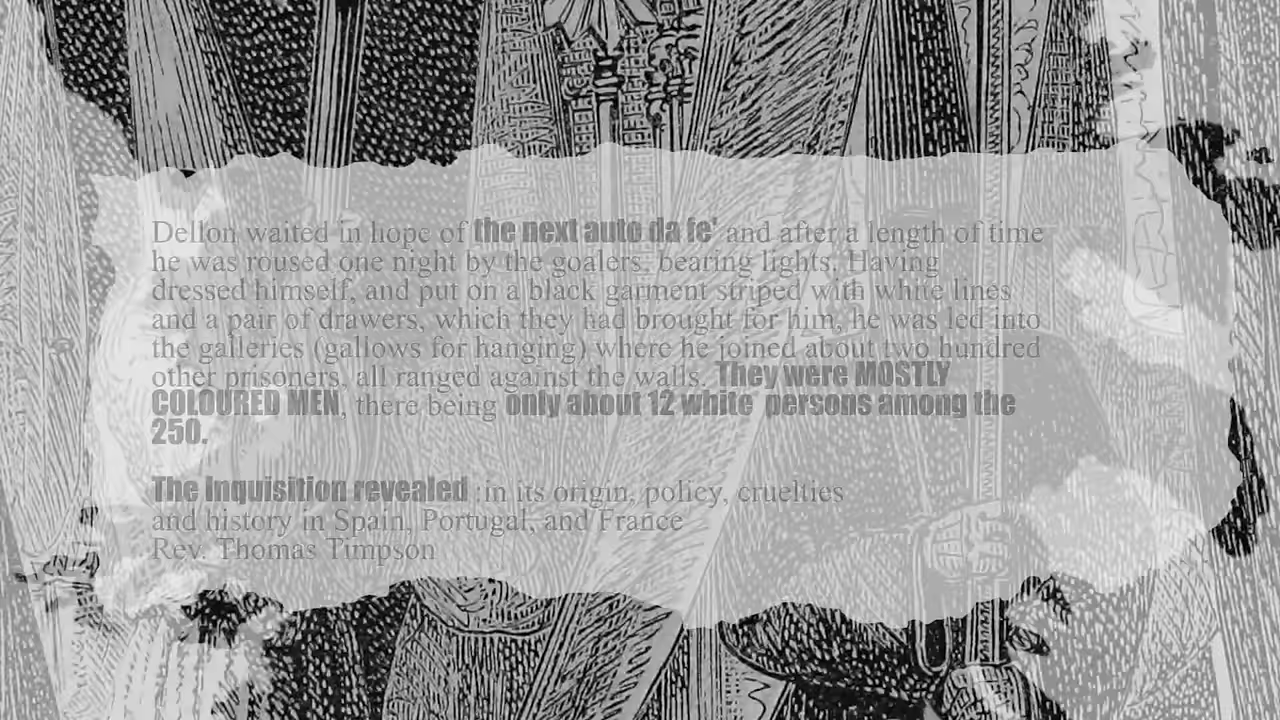 Dellon waited in hope of the next auto da fe' and after a length of time
he was roused one night by the goalers, bearing lights. Having
dressed himself, and put on a black garment striped with white lines
and a pair of drawers, which they had brought for him, he was led into
the galleries (gallows for hanging) where he joined about two hundred
other prisoners, all ranged against the walls. They were MOSTLY
COLOURED MEN, there being only about 12 white' persons among the
250.
The Inquisition revealed :in its origin, policy, cruelties
and history in Spain, Portugal, and France
Rev. Thomas Timpson